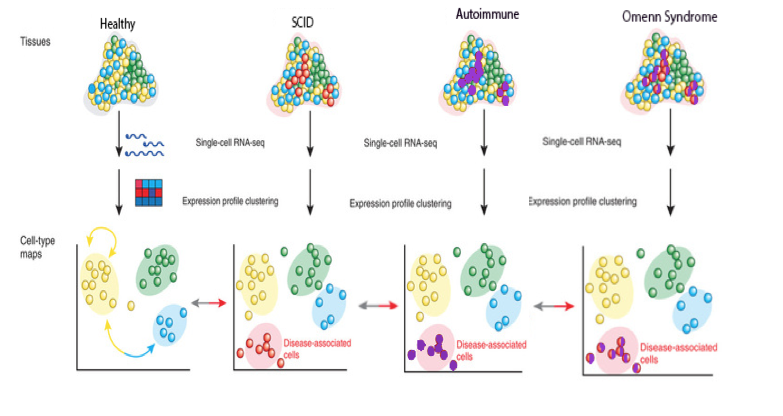 Healthy
SCID
Autoimmune
Omenn Syndrome
Tissues
Single-cell RNA-seq
Single-cell RNA-seq
Single-cell RNA-seq
Expression profile clustering
Expression profile clustering
Expression profile clustering
Cell-type
maps
Disease-associated
cells
Disease-associated
cells
Disease-associated
cells